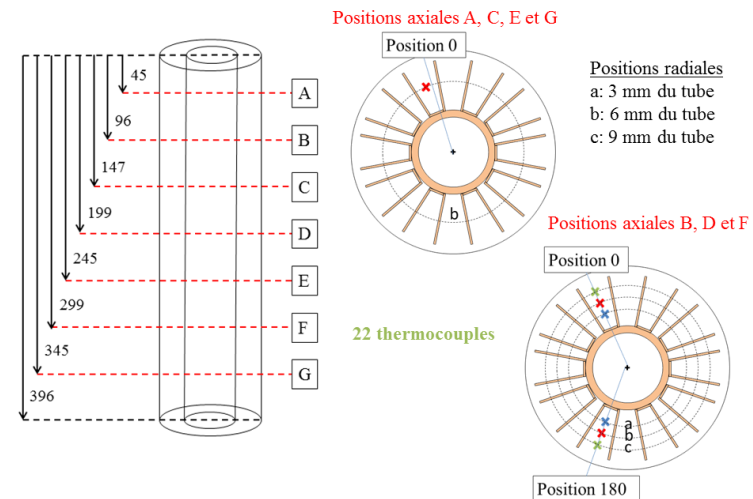 Positions axiales A, C, E et G
Position 0
Positions radiales
a: 3 mm du tube
b: 6 mm du tube
c: 9 mm du tube
45
A
96
B
147
C
199
D
245
E
299
F
345
G
396
b
Positions axiales B, D et F
Position 0
22 thermocouples
a
b
c
Position 180